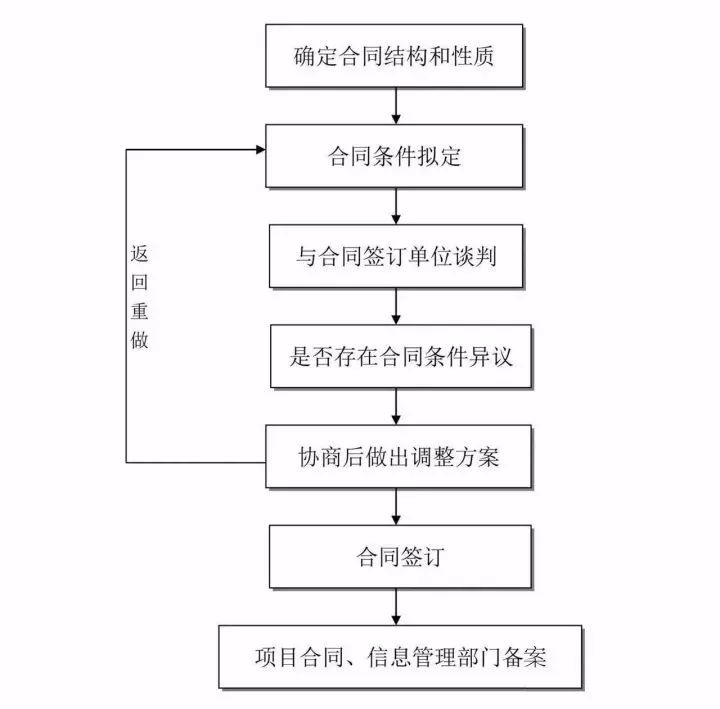 确定合同结构和性质
合同条件拟定
与合同签订单位谈判
是否存在合同条件异议
协商后做出调整方案
合同签订
项目合同、信息管理部门备案
返回重做